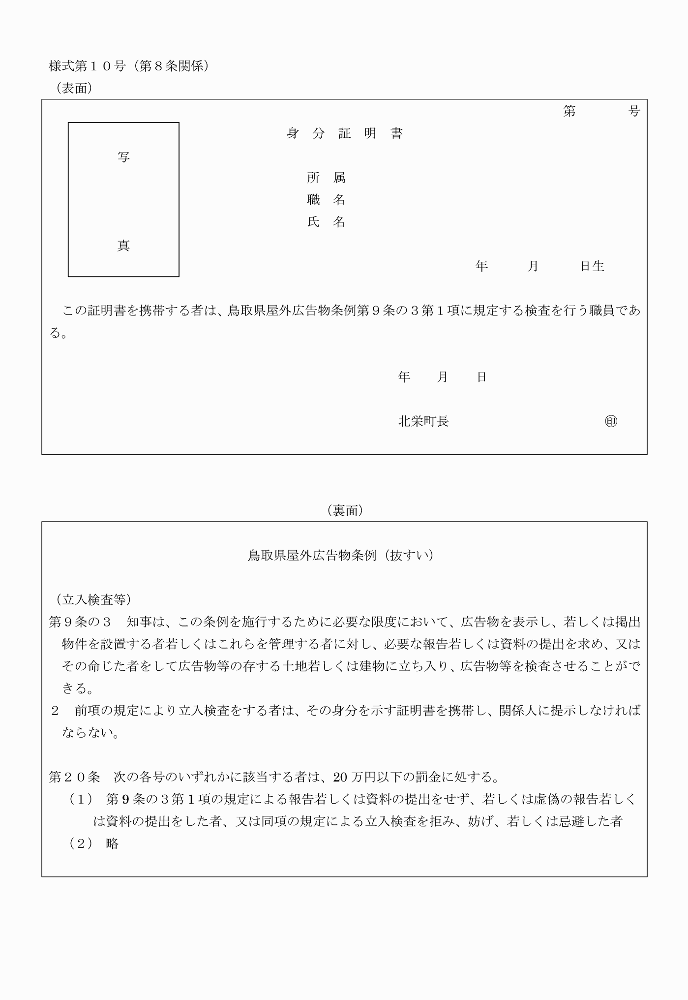 様式第１０号（第８条関係）
（表面）
第　　　　号
身　分　証　明　書
写
所　属
職　名
氏　名
真
年　　　月　　　日生
この証明書を携帯する者は、鳥取県屋外広告物条例第９条の３第１項に規定する検査を行う職員であ
る。
年　　月　　日
北栄町長　　　　　　　　　　　　㊞
（裏面）
鳥取県屋外広告物条例（抜すい）
（立入検査等）
第９条の３　知事は、この条例を施行するために必要な限度において、広告物を表示し、若しくは掲出
物件を設置する者若しくはこれらを管理する者に対し、必要な報告若しくは資料の提出を求め、又は
その命じた者をして広告物等の存する土地若しくは建物に立ち入り、広告物等を検査させることがで
きる。
２　前項の規定により立入検査をする者は、その身分を示す証明書を携帯し、関係人に提示しなければ
ならない。
第２０条　次の各号のいずれかに該当する者は、20 万円以下の罰金に処する。
（１）　第 9 条の３第 1 項の規定による報告若しくは資料の提出をせず、若しくは虚偽の報告若しく
は資料の提出をした者、又は同項の規定による立入検査を拒み、妨げ、若しくは忌避した者
（２）　略